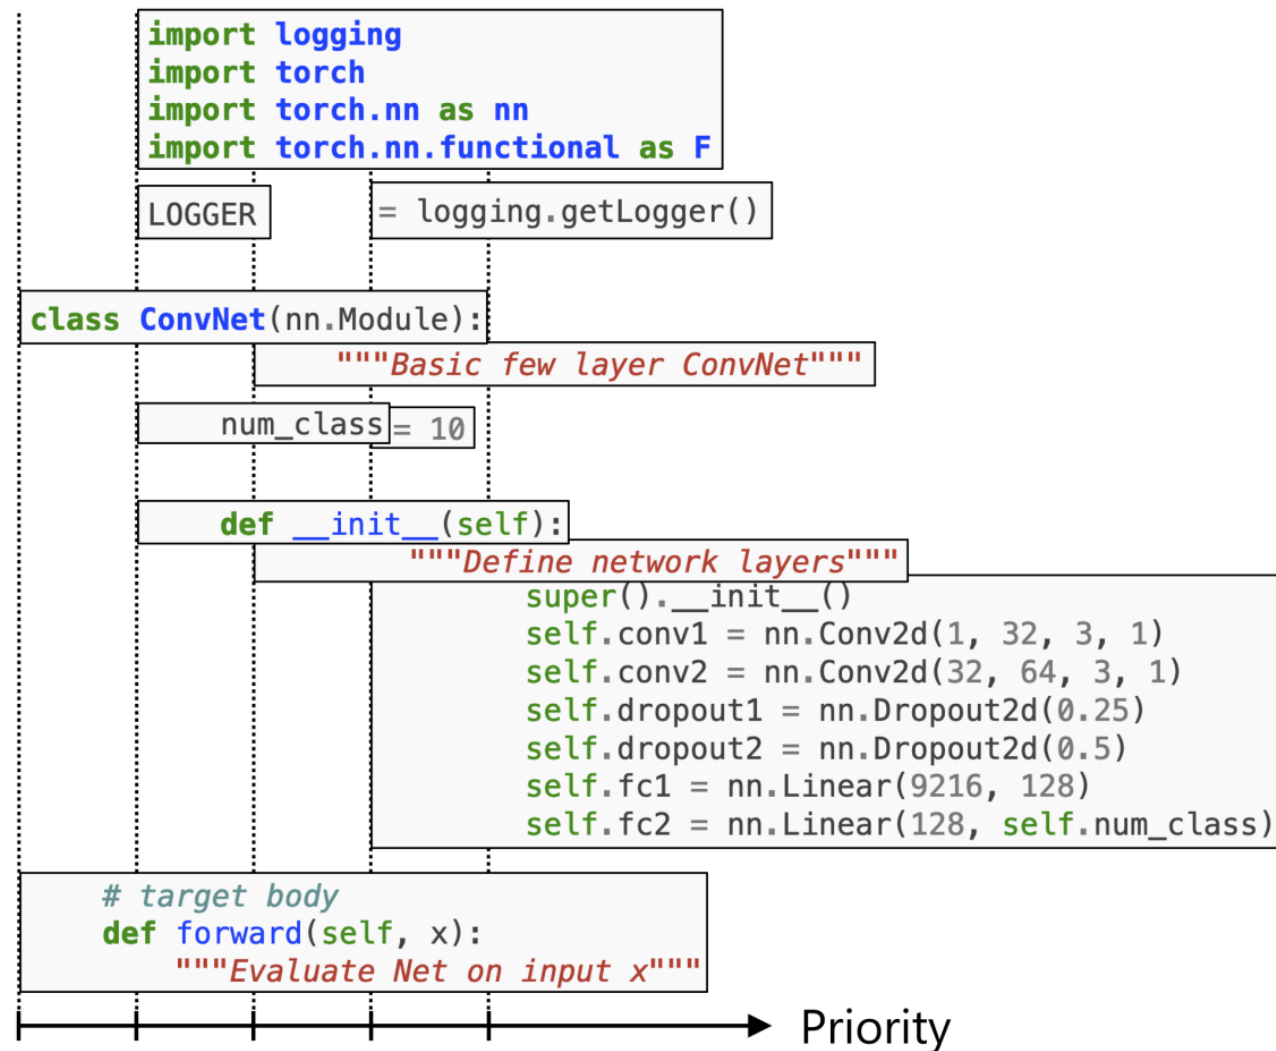 import logging
import torch
import torch.nn as nn
import torch.nn.functional as F
LOGGER = logging.getLogger()
class ConvNet(nn.Module):
"""Basic few layer ConvNet"""
num_class = 10
def __init__(self):
"""Define network layers"""
super().__init__()
self.conv1 = nn.Conv2d(1, 32, 3, 1)
self.conv2 = nn.Conv2d(32, 64, 3, 1)
self.dropout1 = nn.Dropout2d(0.25)
self.dropout2 = nn.Dropout2d(0.5)
self.fc1 = nn.Linear(9216, 128)
self.fc2 = nn.Linear(128, self.num_class)
# target body
def forward(self, x):
"""Evaluate Net on input x"""
Priority